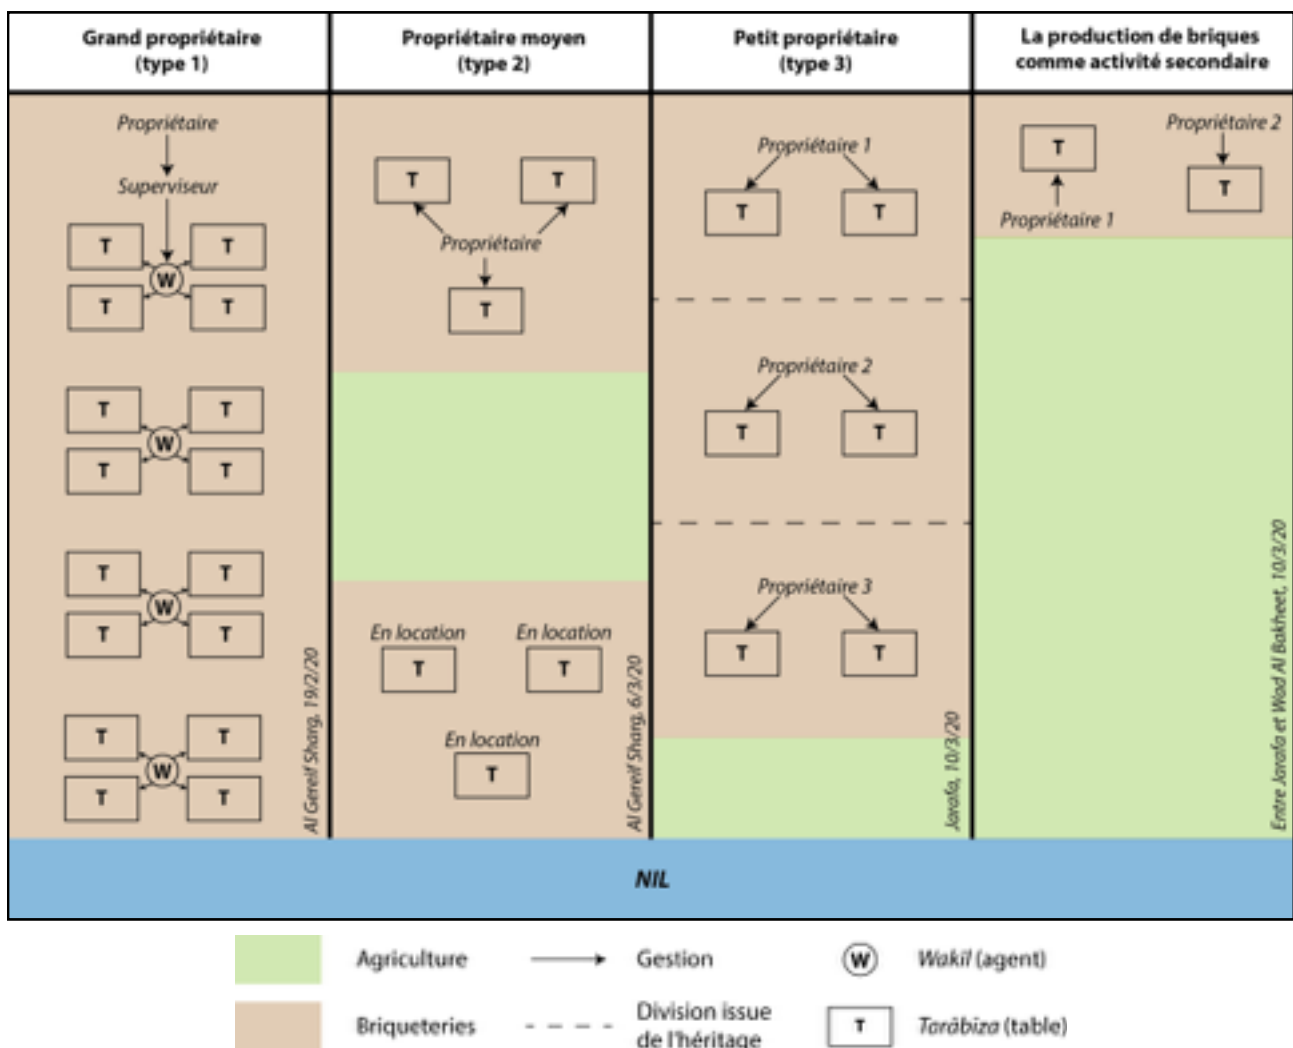 Grand propriétaire
(type 1)
Propriétaire moyen
(type 2)
Petit propriétaire
(type 3)
La production de briques
comme activité secondaire
Propriétaire
Superviseur
T
T
W
T
T
T
T
W
T
T
T
T
W
T
T
T
T
W
T
T
Al Gereif Sharg, 19/2/20
T
T
Propriétaire
T
En location
En location
T
T
En location
T
Al Gereif Sharg, 6/3/20
Propriétaire 1
T
T
Propriétaire 2
T
T
Propriétaire 3
T
T
Jarafa, 10/3/20
T
Propriétaire 1
Propriétaire 2
T
Entre Jarafa et Wad Al Bakheet, 10/3/20
NIL
Agriculture
Gestion
W
Wakīl (agent)
Briqueteries
Division issue
de l'héritage
T
Tarābīza (table)